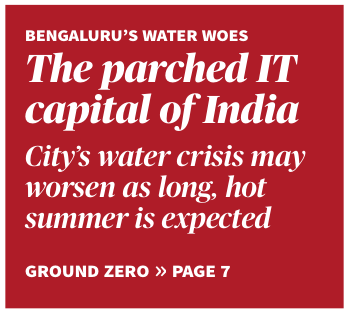 BENGALURU’S WATER WOES
The parched IT
capital of India
City’s water crisis may
worsen as long, hot
summer is expected
GROUND ZERO » PAGE 7